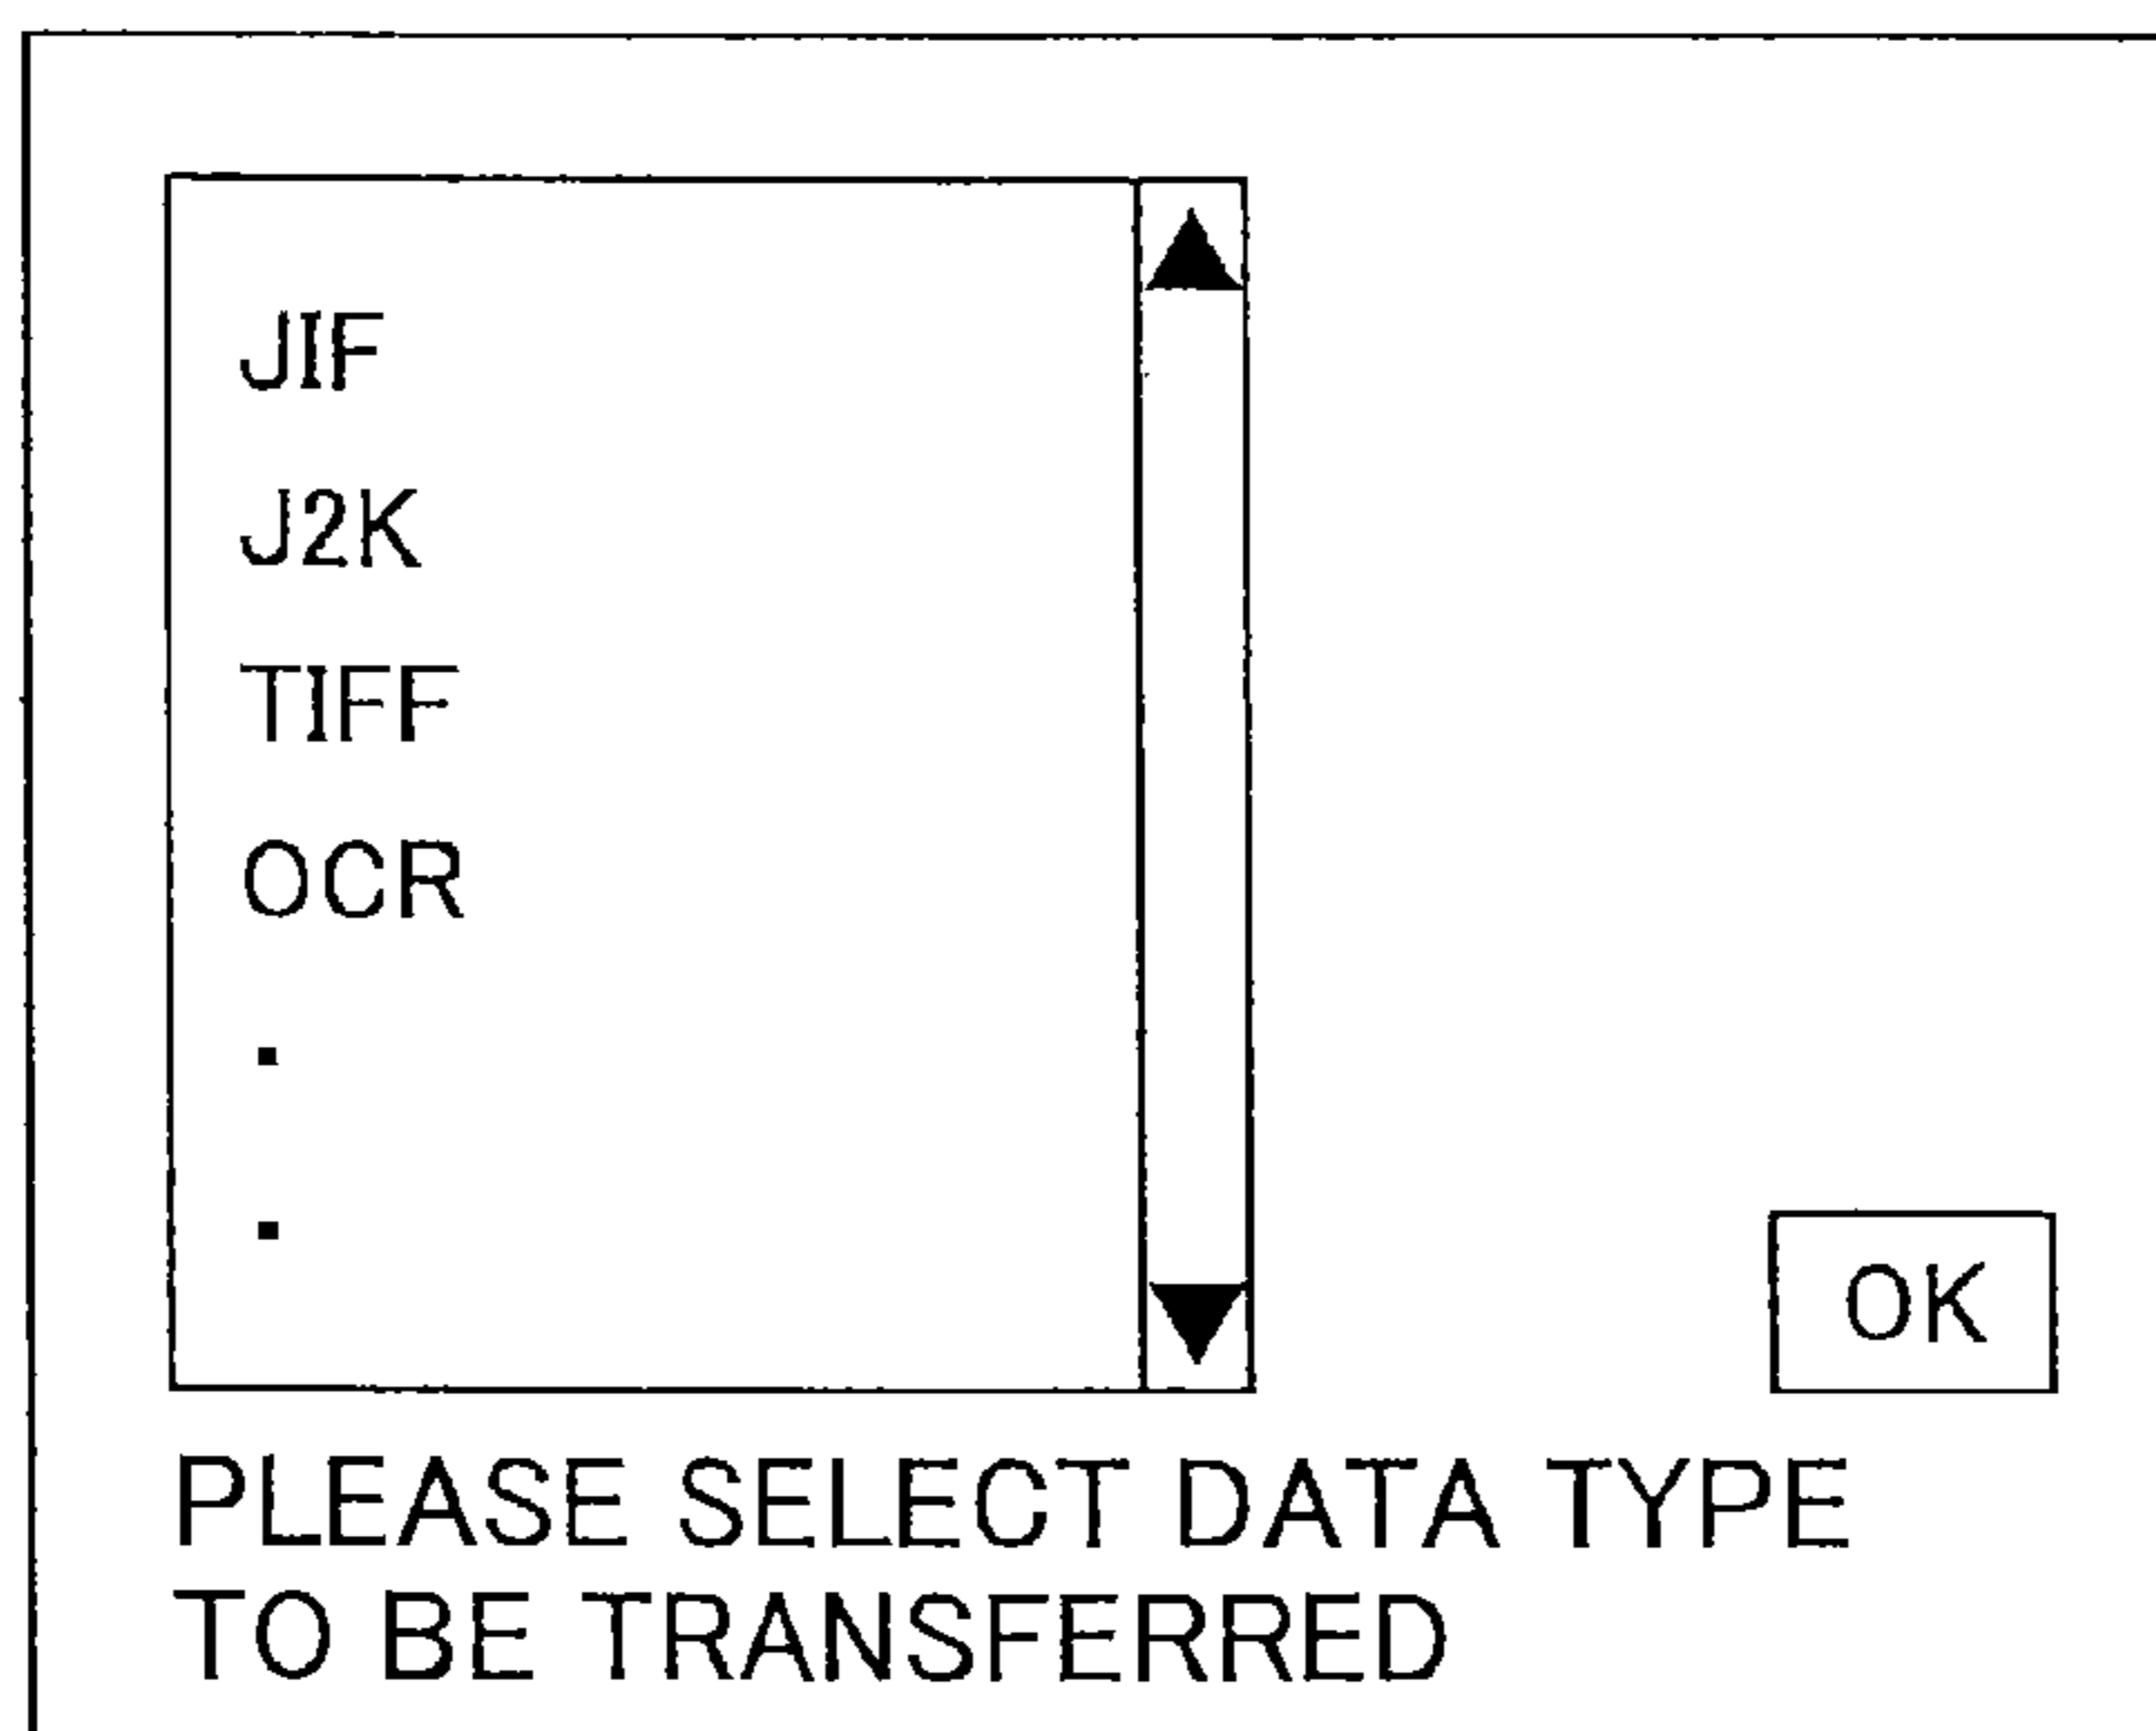 JIF
J2K
TIFF
OCR
.
.
OK
PLEASE SELECT DATA TYPE
TO BE TRANSFERRED